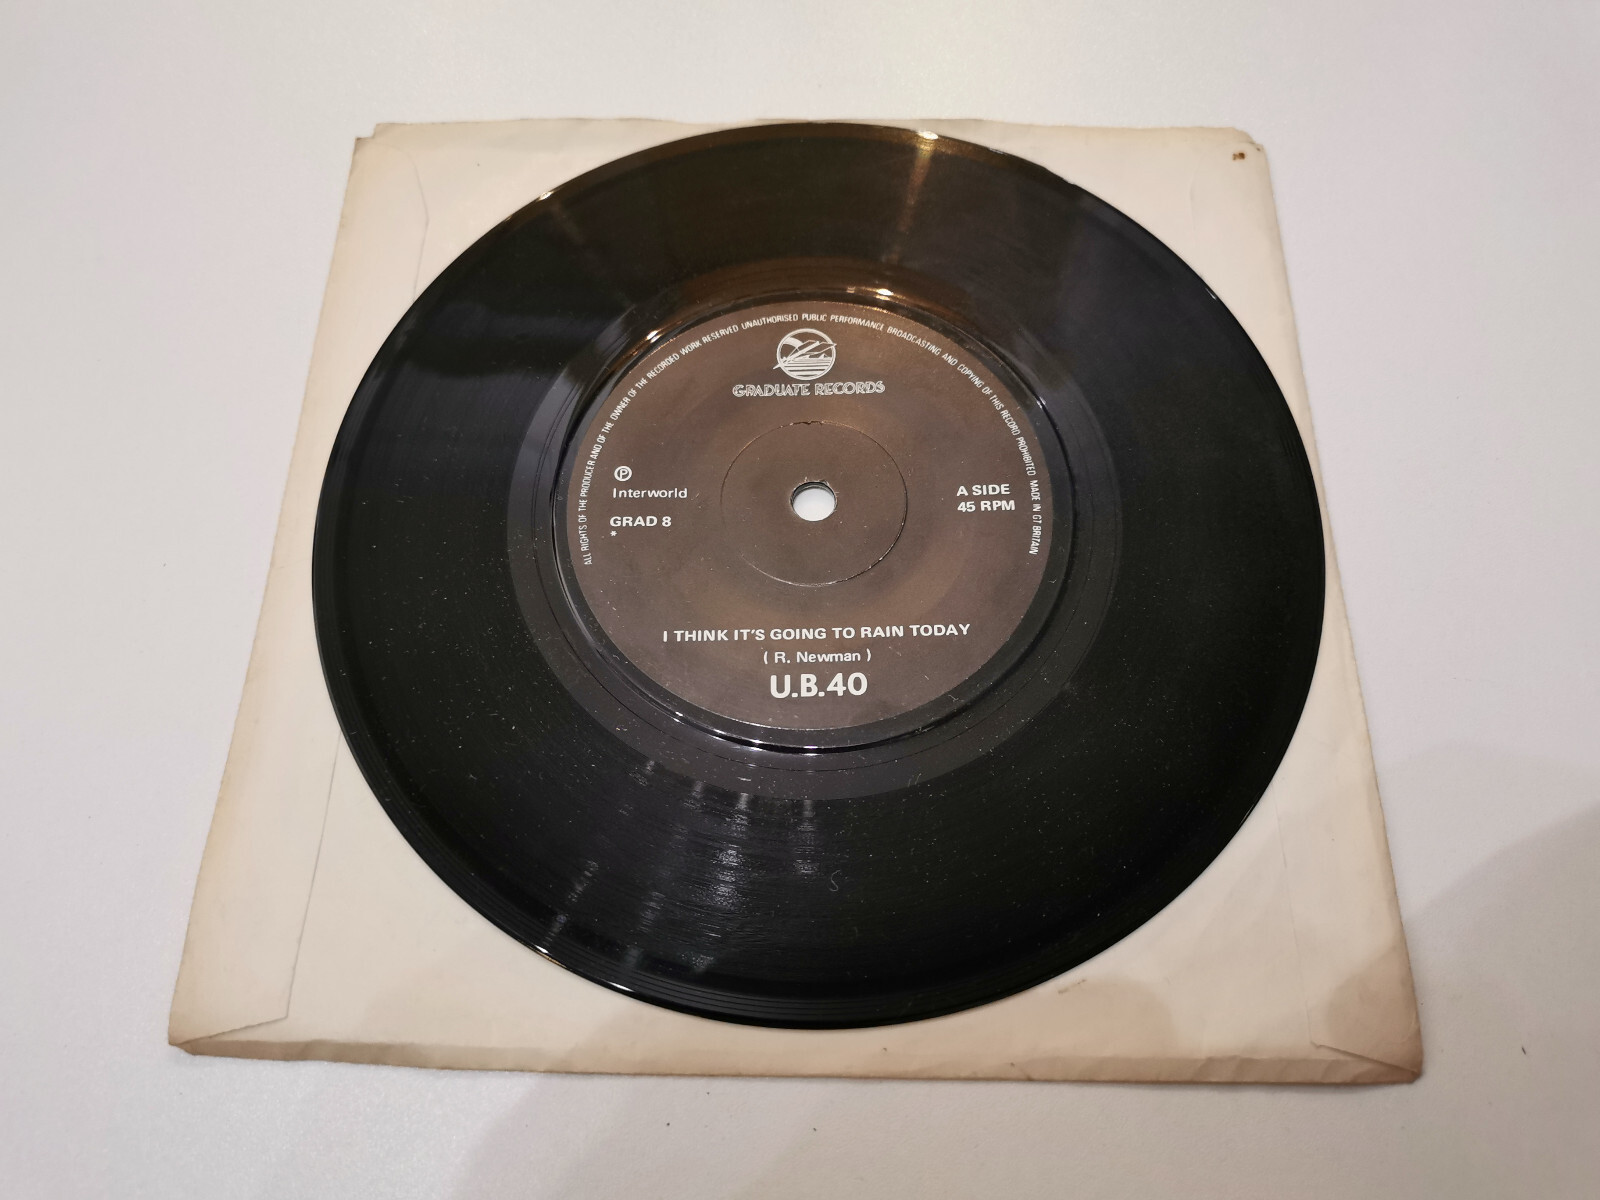 ALL RIGHTS OF THE PRODUCER AND OF THE OWNER OF THE RECORDED WORK RESERVED UNAUTHORISED PUBLIC PERFORMANCE BROADCASTING AND COPYING OF THIS RECORD PROHIBITED MADE IN GT BRITAIN
GRADUATE RECORDS
Ⓟ
Interworld
GRAD 8
*
A SIDE
45 RPM
I THINK IT'S GOING TO RAIN TODAY
( R. Newman )
U.B.40